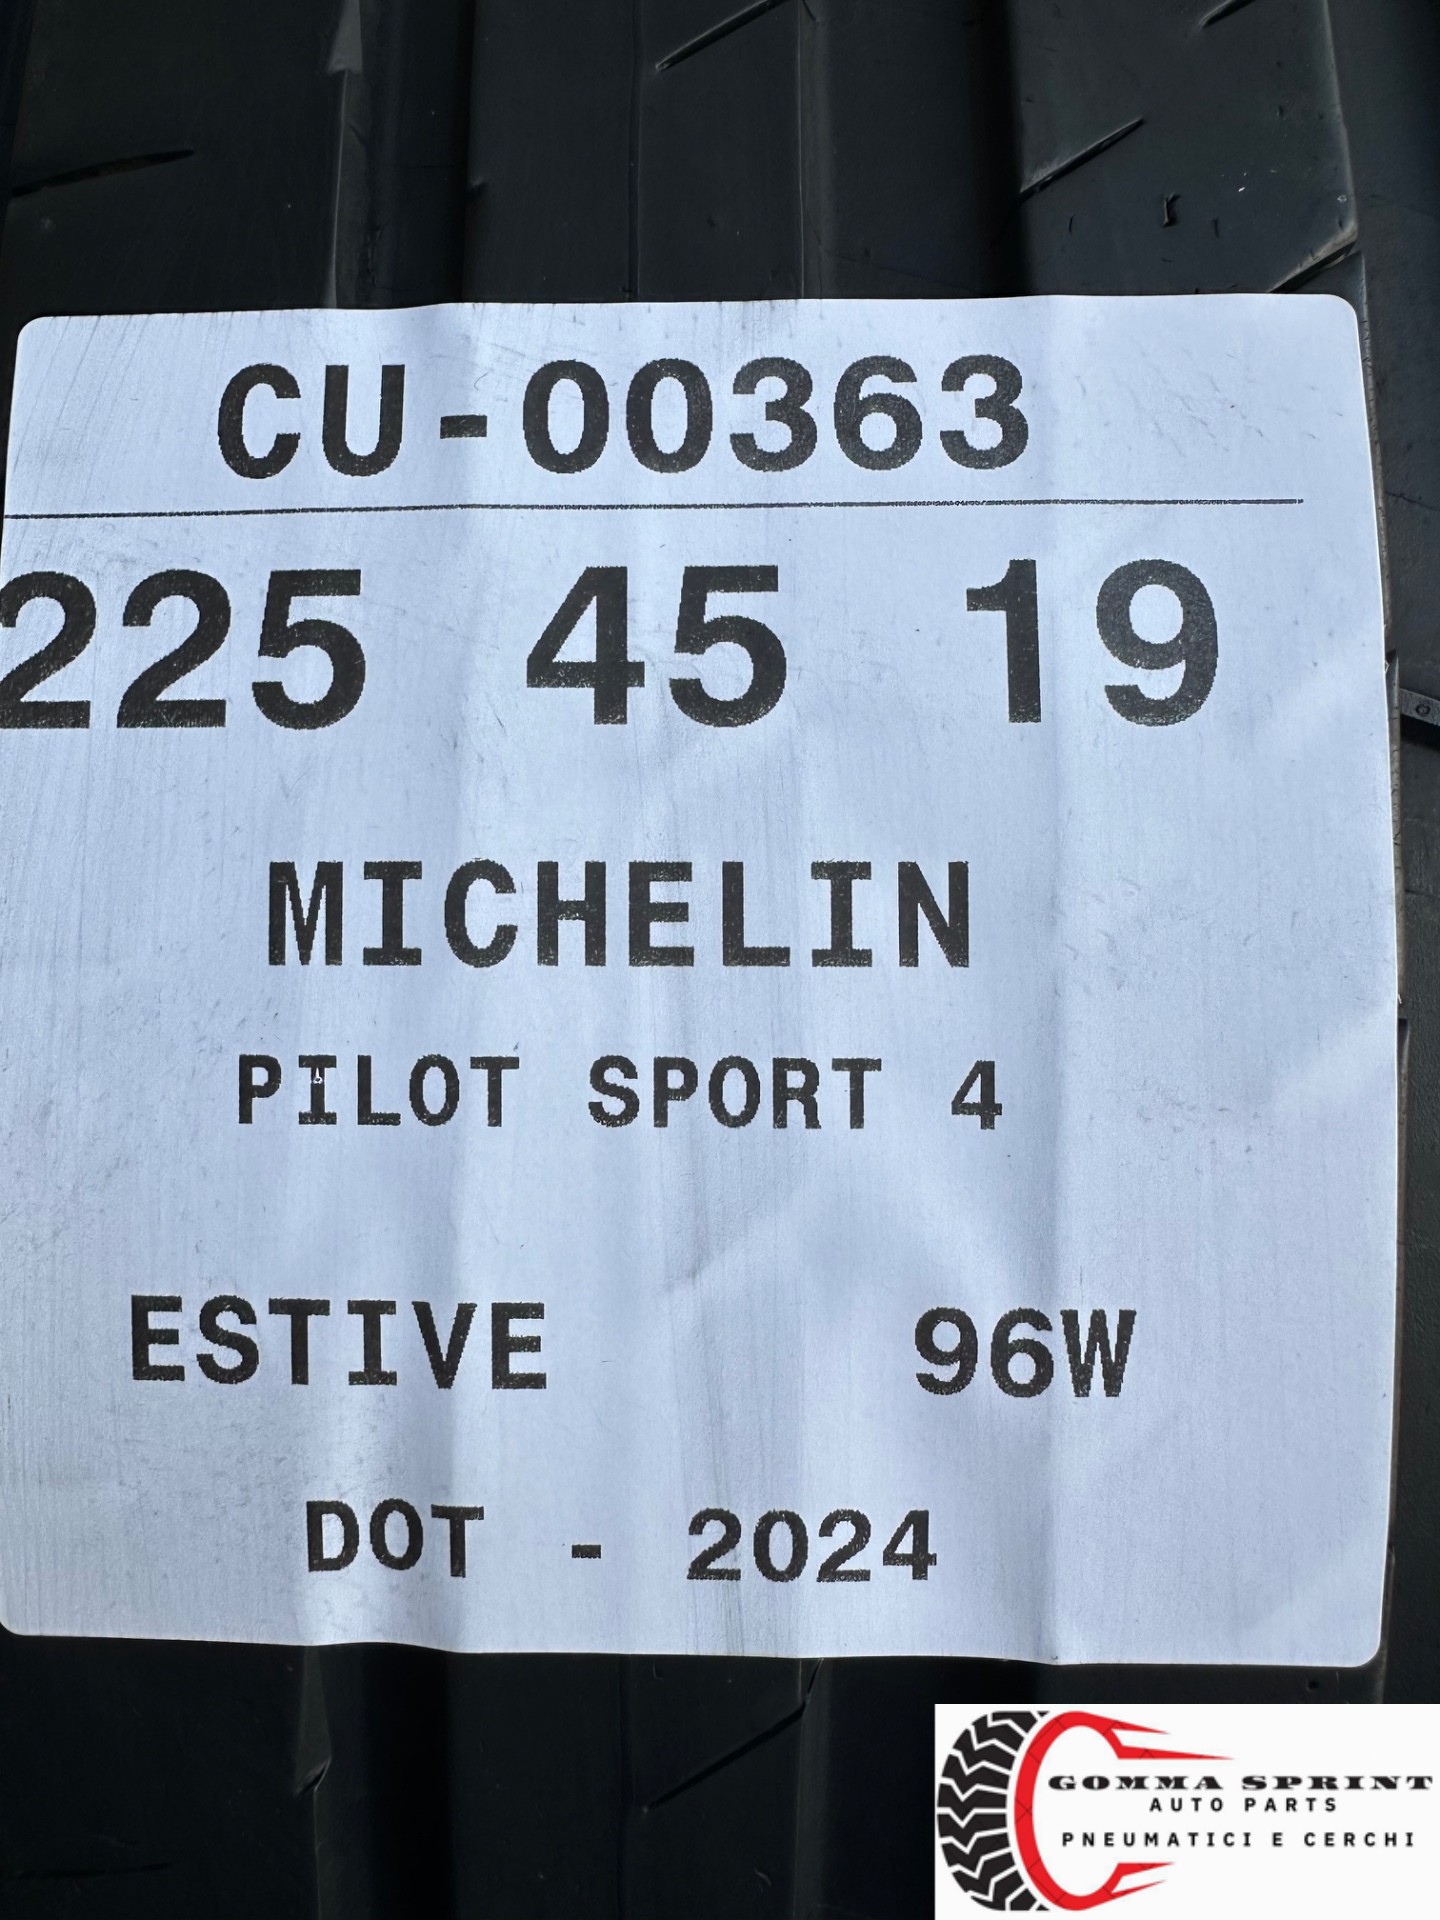 CU-00363
225 45 19
MICHELIN
PILOT SPORT 4
ESTIVE 96W
DOT - 2024
GOMMA SPRINT
AUTO PARTS
PNEUMATICI E CERCHI